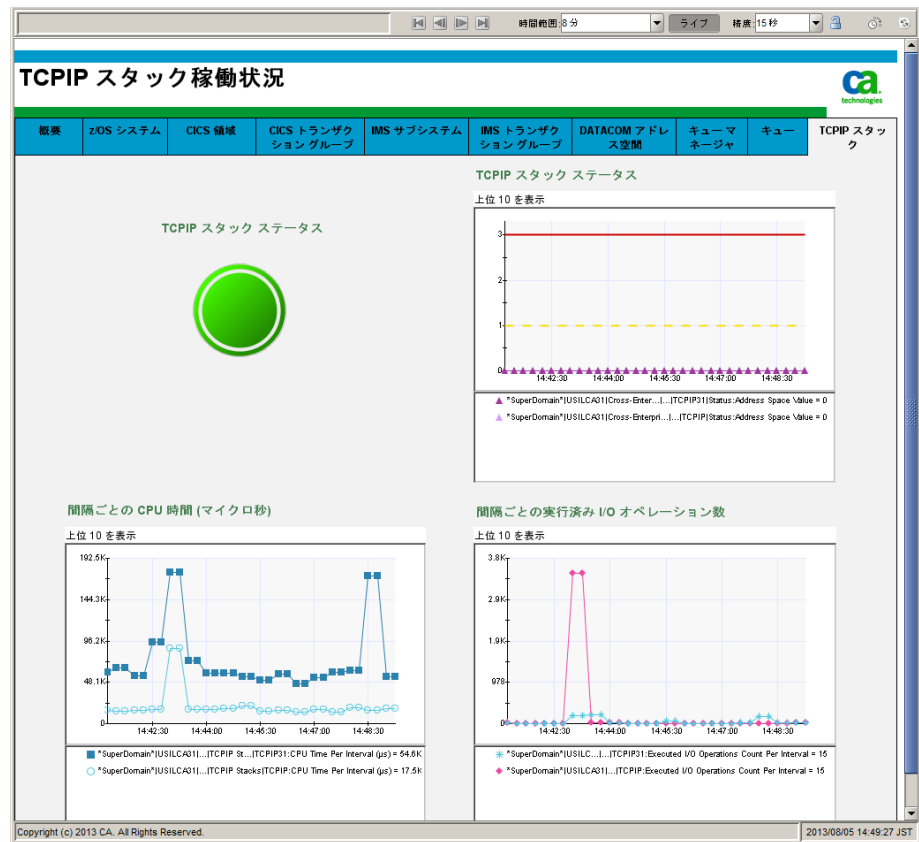 時間範囲:8 分
ライブ
精度:15 秒
TCPIP スタック稼働状況
ca
technologies
概要
z/OS システム
CICS 領域
CICS トランザク
ション グループ
IMS サブシステム
IMS トランザク
ション グループ
DATACOM アドレ
ス空間
キュー マ
ネージャ
キュー
TCPIP スタッ
ク
TCPIP スタック ステータス
TCPIP スタック ステータス
上位 10 を表示
3
2
1
0
14:42:30 14:44:00 14:45:30 14:47:00 14:48:30
*SuperDomain*|USILCA31|Cross-Enter...|...|TCPIP31|Status:Address Space Value = 0
*SuperDomain*|USILCA31|Cross-Enterpri...|...|TCPIP|Status:Address Space Value = 0
間隔ごとの CPU 時間 (マイクロ秒)
上位 10 を表示
192.5K
144.3K
96.2K
48.1K
0
14:42:30 14:44:00 14:45:30 14:47:00 14:48:30
*SuperDomain*|USILCA31|...|TCPIP St...|TCPIP31:CPU Time Per Interval (µs) = 54.6K
*SuperDomain*|USILCA31|...|TCPIP Stacks|TCPIP:CPU Time Per Interval (µs) = 17.5K
間隔ごとの実行済み I/O オペレーション数
上位 10 を表示
3.8K
2.9K
1.9K
978
0
14:42:30 14:44:00 14:45:30 14:47:00 14:48:30
*SuperDomain*|USILC...|...|TCPIP31:Executed I/O Operations Count Per Interval = 15
*SuperDomain*|USILCA31|...|TCPIP:Executed I/O Operations Count Per Interval = 15
Copyright (c) 2013 CA. All Rights Reserved.
2013/08/05 14:49:27 JST